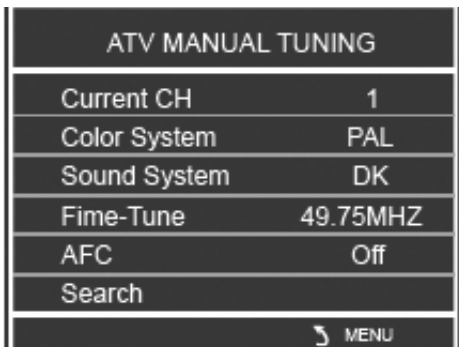 ATV MANUAL TUNING
Current CH 1
Color System PAL
Sound System DK
Fime-Tune 49.75MHZ
AFC Off
Search
MENU